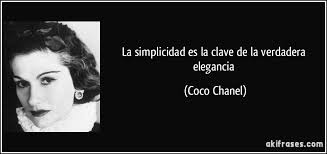 La simplicidad es la clave de la verdadera
elegancia
(Coco Chanel)
akifrases.com